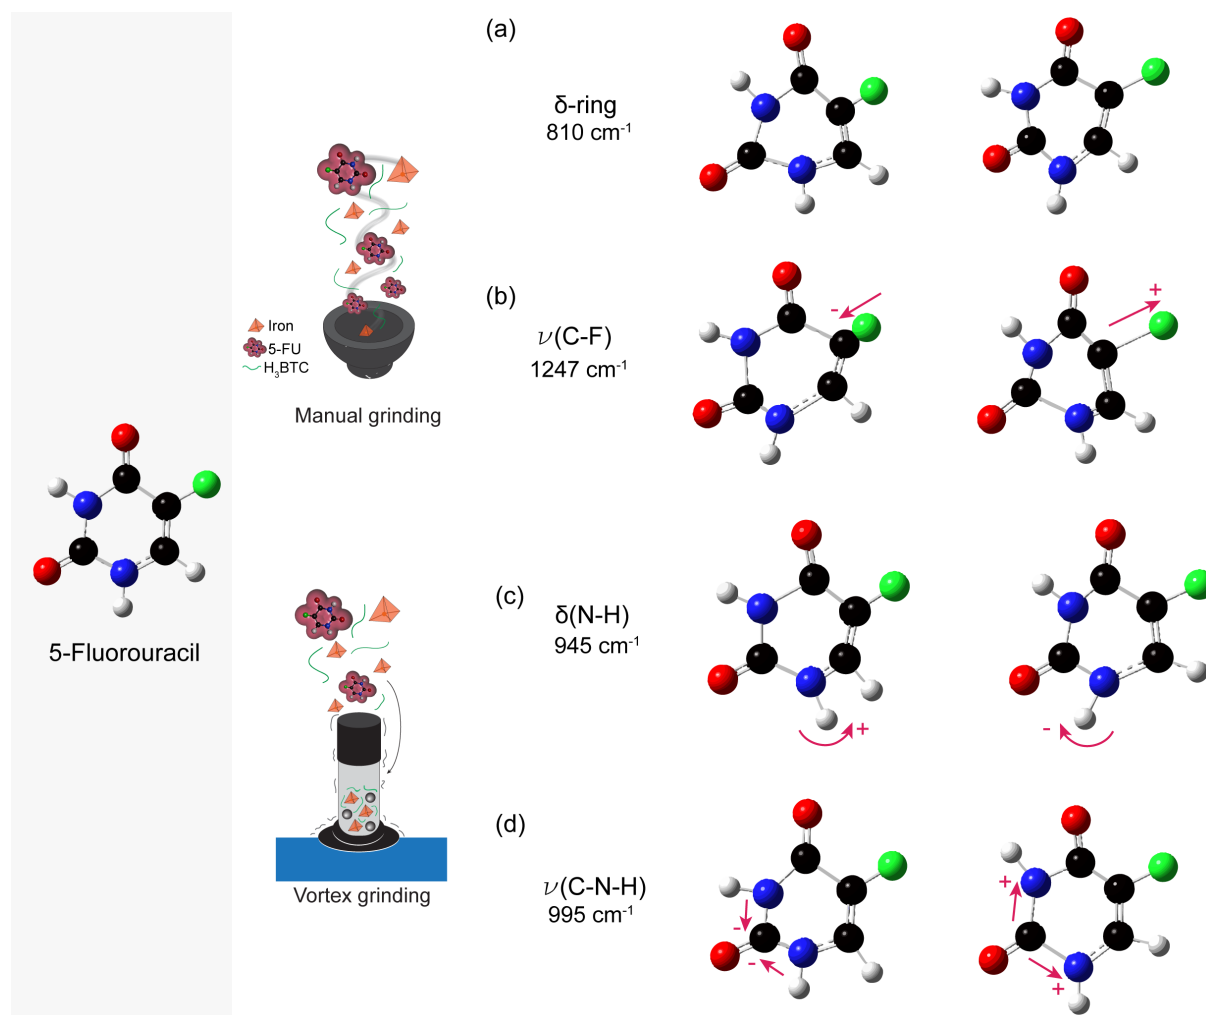 5-Fluorouracil
Iron
5-FU
H₃BTC
Manual grinding
Vortex grinding
(a)
δ-ring
810 cm⁻¹
(b)
ν(C-F)
1247 cm⁻¹
-
+
(c)
δ(N-H)
945 cm⁻¹
+
-
(d)
ν(C-N-H)
995 cm⁻¹
-
-
+
+